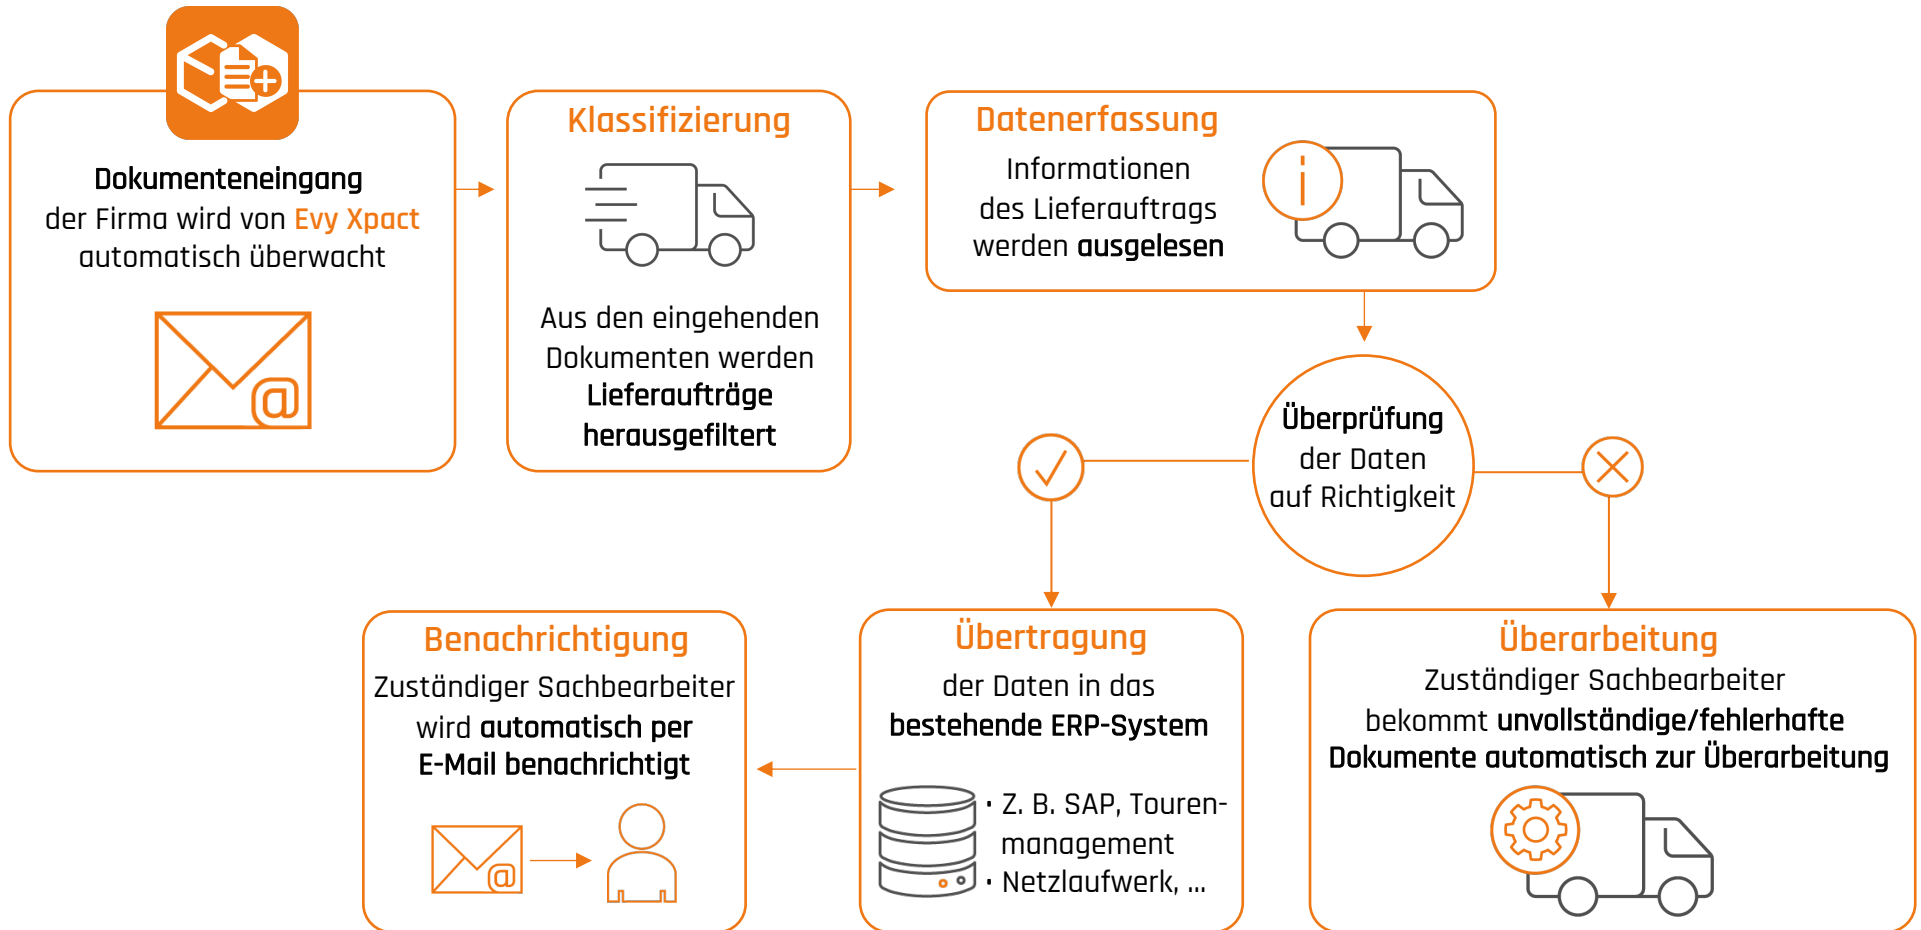 Dokumenteneingang
der Firma wird von Evy Xpact
automatisch überwacht
@
Klassifizierung
Aus den eingehenden
Dokumenten werden
Lieferaufträge
herausgefiltert
Datenerfassung
Informationen
des Lieferauftrags
werden ausgelesen
i
Überprüfung
der Daten
auf Richtigkeit
Benachrichtigung
Zuständiger Sachbearbeiter
wird automatisch per
E-Mail benachrichtigt
@
Übertragung
der Daten in das
bestehende ERP-System
· Z. B. SAP, Touren-
management
· Netzlaufwerk, ...
Überarbeitung
Zuständiger Sachbearbeiter
bekommt unvollständige/fehlerhafte
Dokumente automatisch zur Überarbeitung